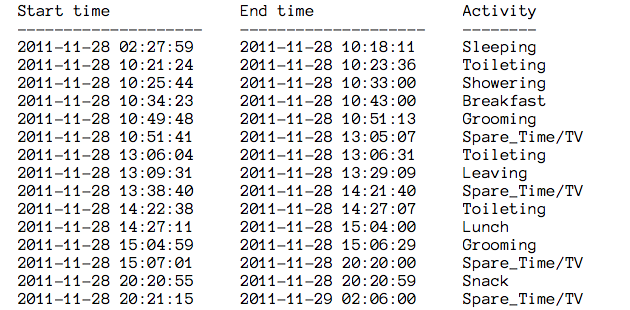 Start time End time Activity
-------------------- -------------------- --------
2011-11-28 02:27:59 2011-11-28 10:18:11 Sleeping
2011-11-28 10:21:24 2011-11-28 10:23:36 Toileting
2011-11-28 10:25:44 2011-11-28 10:33:00 Showering
2011-11-28 10:34:23 2011-11-28 10:43:00 Breakfast
2011-11-28 10:49:48 2011-11-28 10:51:13 Grooming
2011-11-28 10:51:41 2011-11-28 13:05:07 Spare_Time/TV
2011-11-28 13:06:04 2011-11-28 13:06:31 Toileting
2011-11-28 13:09:31 2011-11-28 13:29:09 Leaving
2011-11-28 13:38:40 2011-11-28 14:21:40 Spare_Time/TV
2011-11-28 14:22:38 2011-11-28 14:27:07 Toileting
2011-11-28 14:27:11 2011-11-28 15:04:00 Lunch
2011-11-28 15:04:59 2011-11-28 15:06:29 Grooming
2011-11-28 15:07:01 2011-11-28 20:20:00 Spare_Time/TV
2011-11-28 20:20:55 2011-11-28 20:20:59 Snack
2011-11-28 20:21:15 2011-11-29 02:06:00 Spare_Time/TV